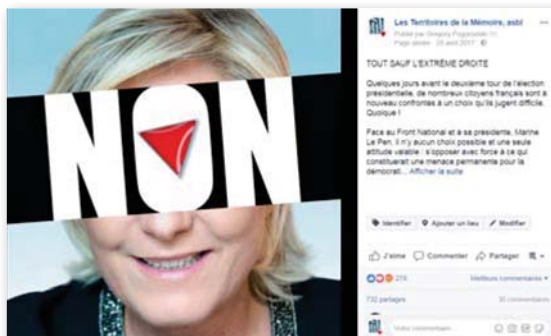 NON
Les Territoires de la Mémoire, asbl
Publié par Gregory
Page aimée · 26 avril 2017
TOUT SAUF L'EXTRÊME DROITE
Quelques jours avant le deuxième tour de l'élection
présidentielle, de nombreux citoyens français sont à
nouveau confrontés à un choix qu'ils jugent difficile.
Quoique !
Face au Front National et à sa présidente, Marine
Le Pen, il n'y aucun choix possible et une seule
attitude valable : s'opposer avec force à ce qui
constituerait une menace permanente pour la
démocrati... Afficher la suite
Identifier Ajouter un lieu Modifier
J'aime Commenter Partager
278 Meilleurs commentaires
732 partages 30 commentaires
Votre commentaire...